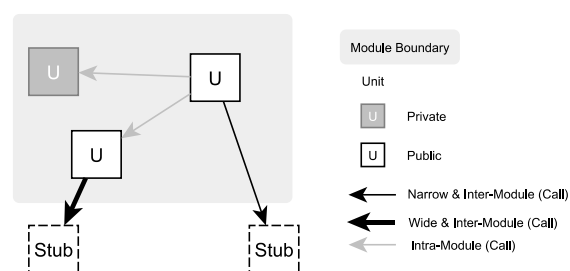 U
U
U
Stub
Stub
Module Boundary
Unit
U
Private
U
Public
Narrow & Inter-Module (Call)
Wide & Inter-Module (Call)
Intra-Module (Call)